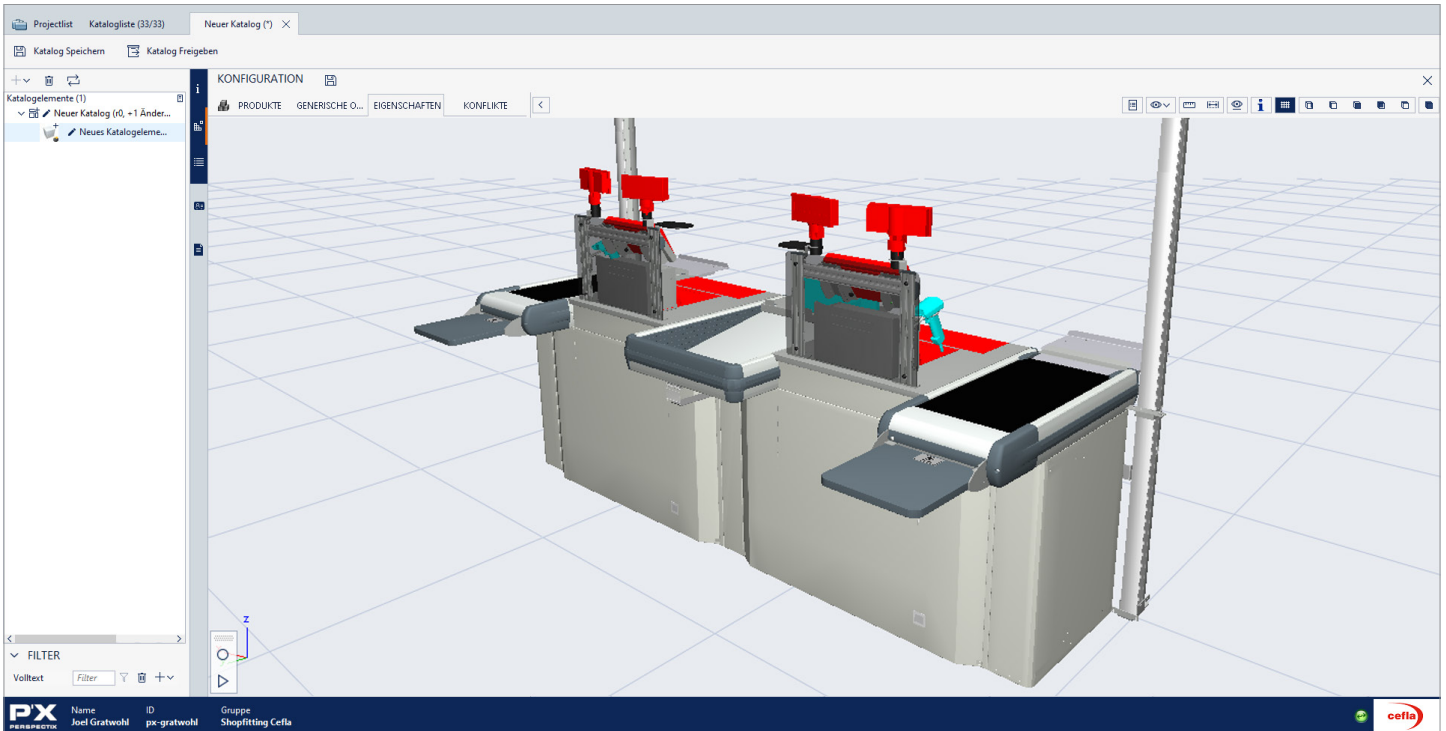 Projectlist Katalogliste (33/33) Neuer Katalog (*)
Katalog Speichern Katalog Freigeben
KONFIGURATION
Katalogelemente (1)
PRODUKTE GENERISCHE O... EIGENSCHAFTEN KONFLIKTE
Neuer Katalog (r0, +1 Änder...
Neues Katalogeleme...
z
FILTER
Volltext Filter
P'X
PERSPECTIX
Name ID Gruppe
Joel Gratwohl px-gratwohl Shopfitting Cefla
cefla